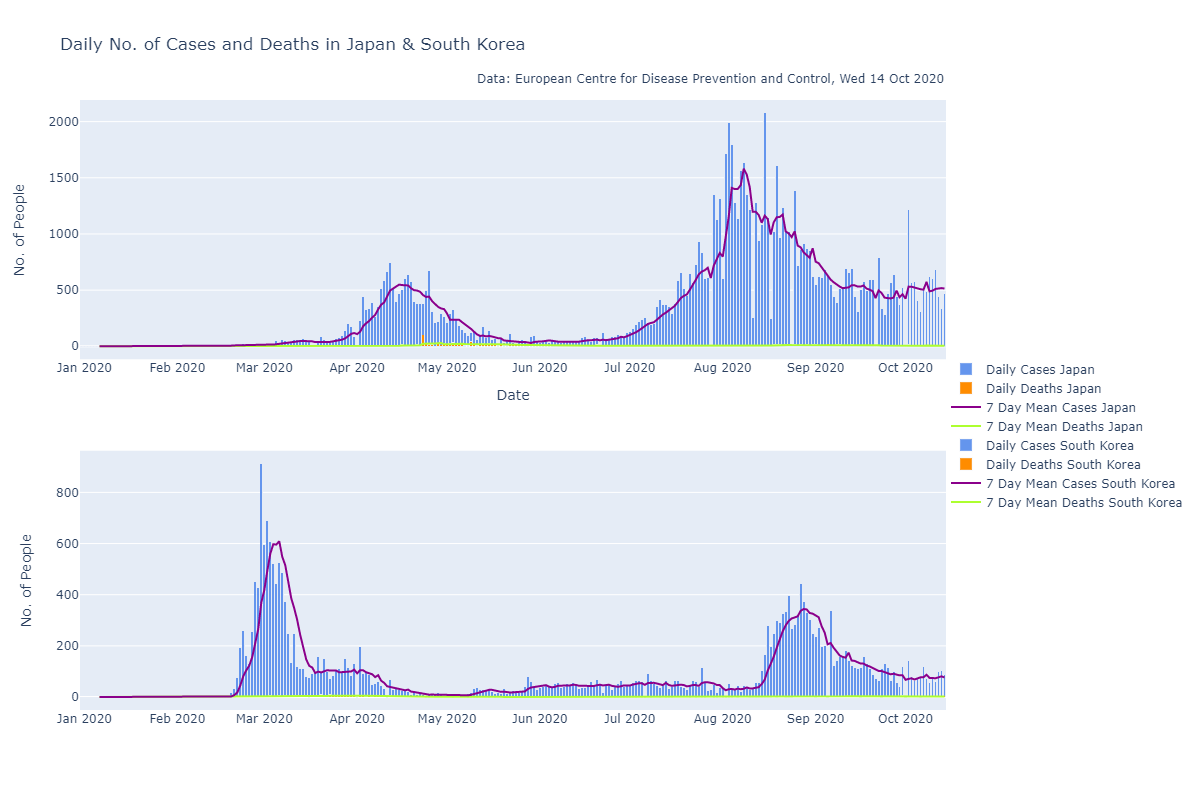 Daily No. of Cases and Deaths in Japan & South Korea
Data: European Centre for Disease Prevention and Control, Wed 14 Oct 2020
No. of People
2000
1500
1000
500
0
Jan 2020 Feb 2020 Mar 2020 Apr 2020 May 2020 Jun 2020 Jul 2020 Aug 2020 Sep 2020 Oct 2020
Date
Daily Cases Japan
Daily Deaths Japan
7 Day Mean Cases Japan
7 Day Mean Deaths Japan
Daily Cases South Korea
Daily Deaths South Korea
7 Day Mean Cases South Korea
7 Day Mean Deaths South Korea
No. of People
800
600
400
200
0
Jan 2020 Feb 2020 Mar 2020 Apr 2020 May 2020 Jun 2020 Jul 2020 Aug 2020 Sep 2020 Oct 2020